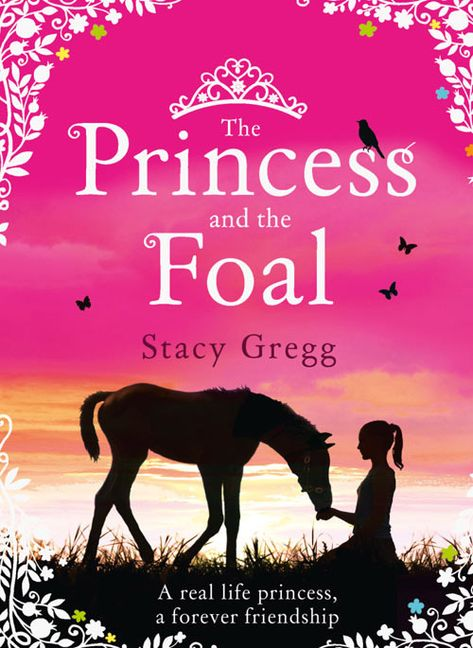 The
Princess
and the
Foal
Stacy Gregg
A real life princess,
a forever friendship